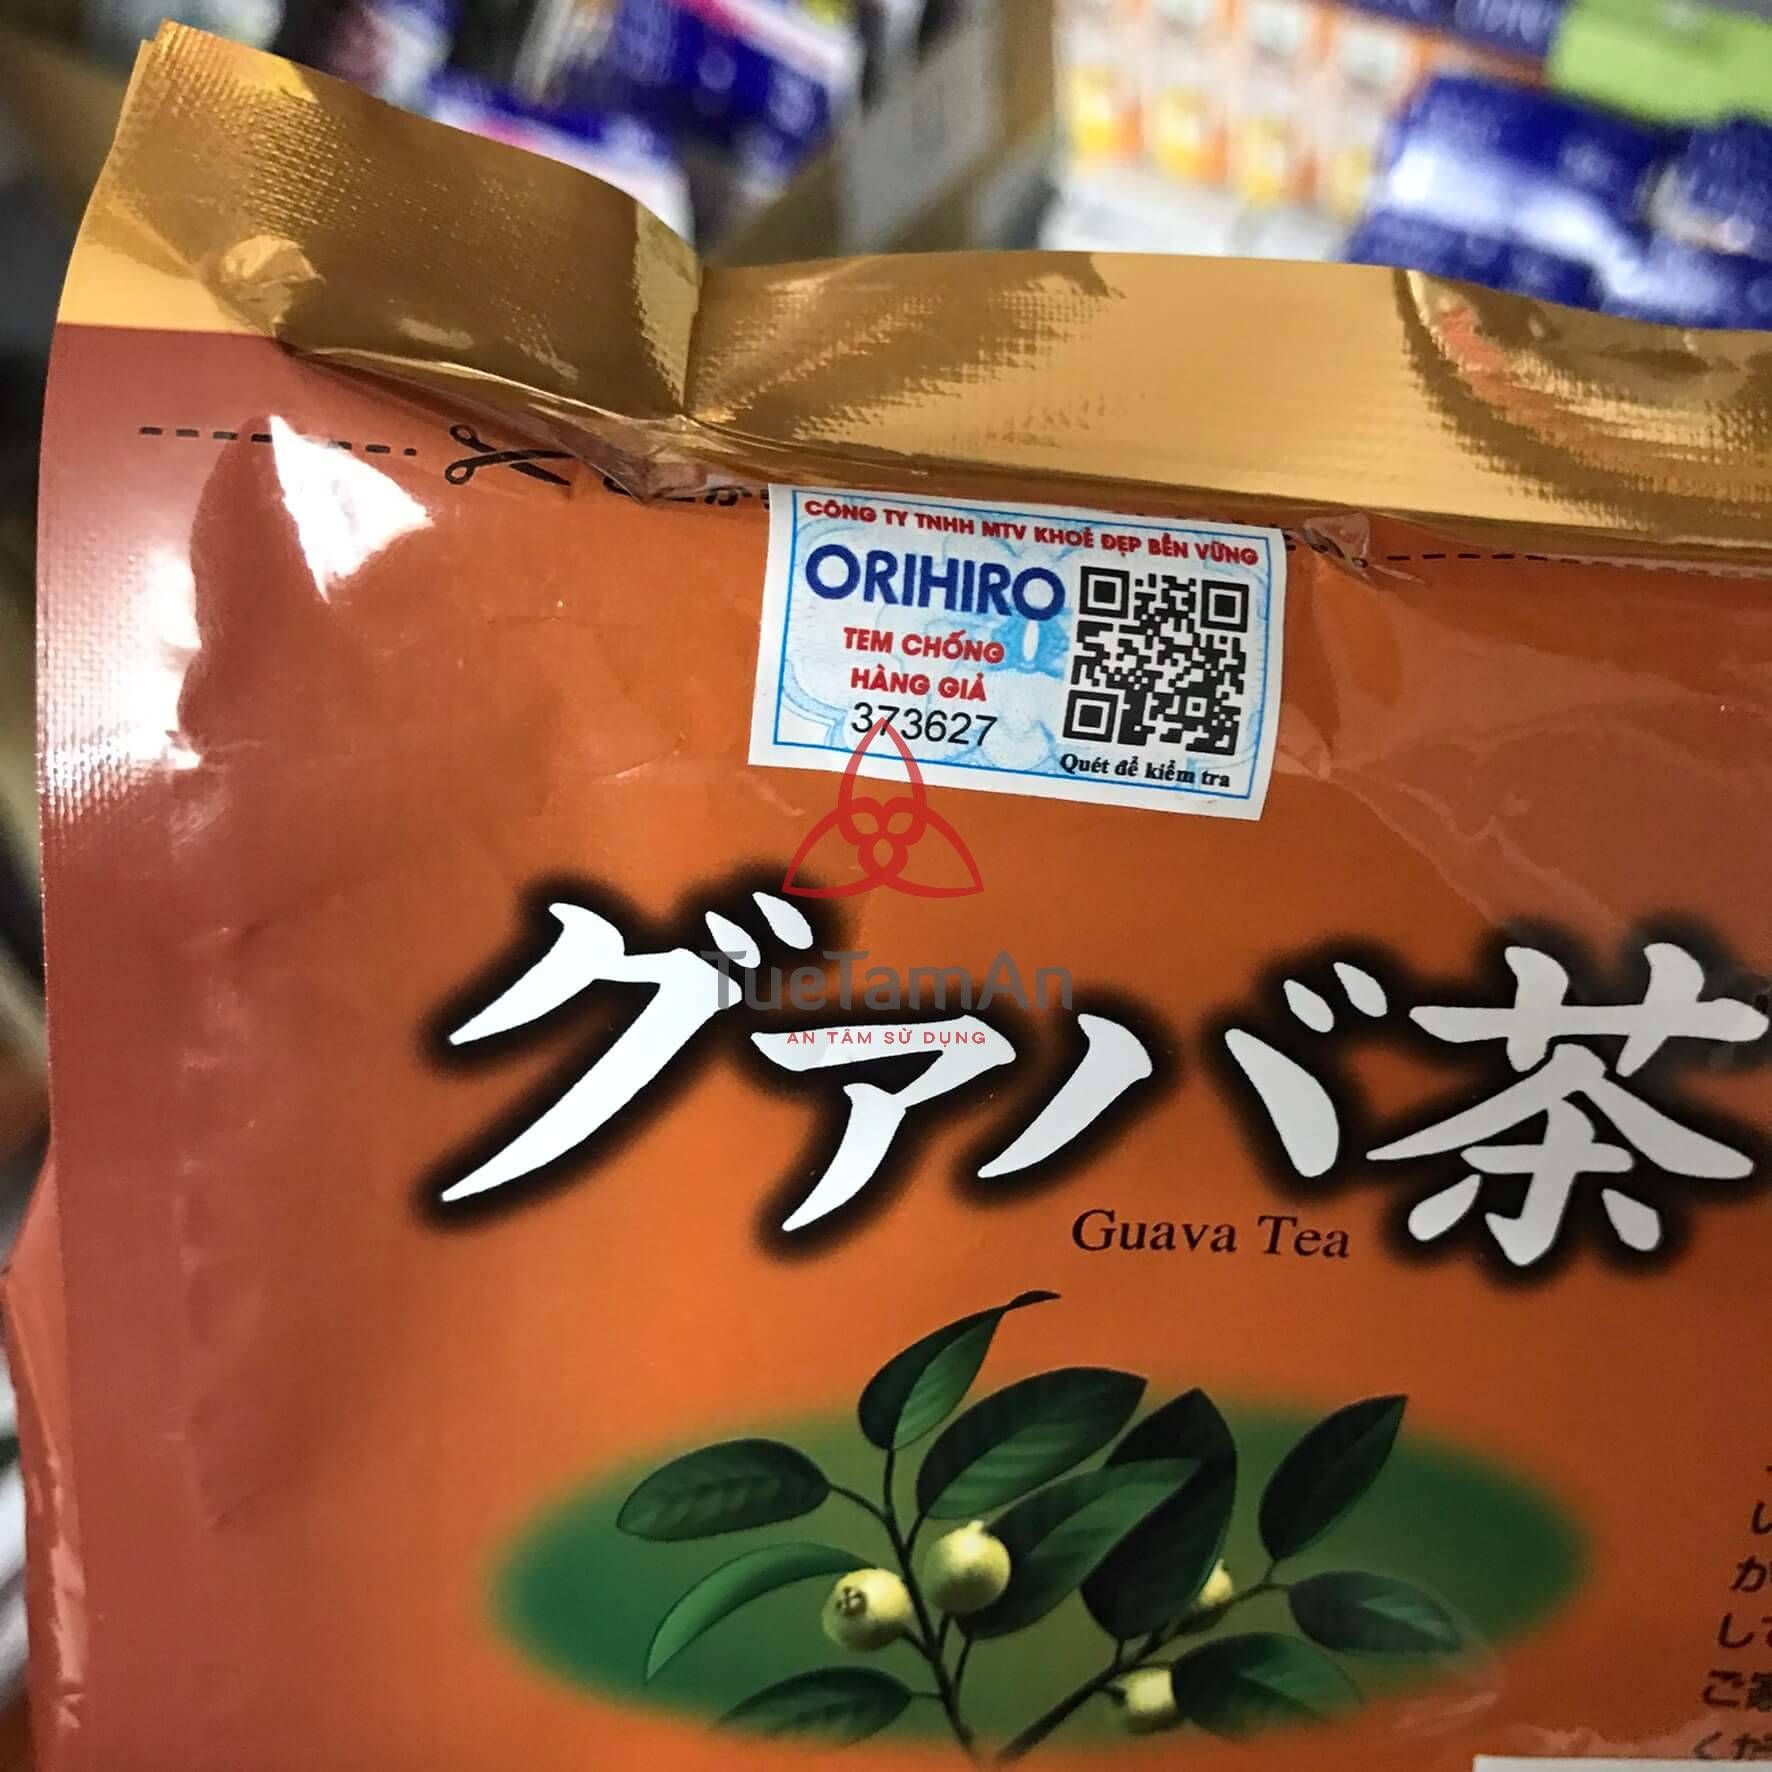 CÔNG TY TNHH MTV KHOẺ ĐẸP BỀN VỮNG
ORIHIRO
TEM CHỐNG
HÀNG GIẢ
373627
Quét để kiểm tra
TueTamAn
AN TÂM SỬ DỤNG
グァバ茶
Guava Tea